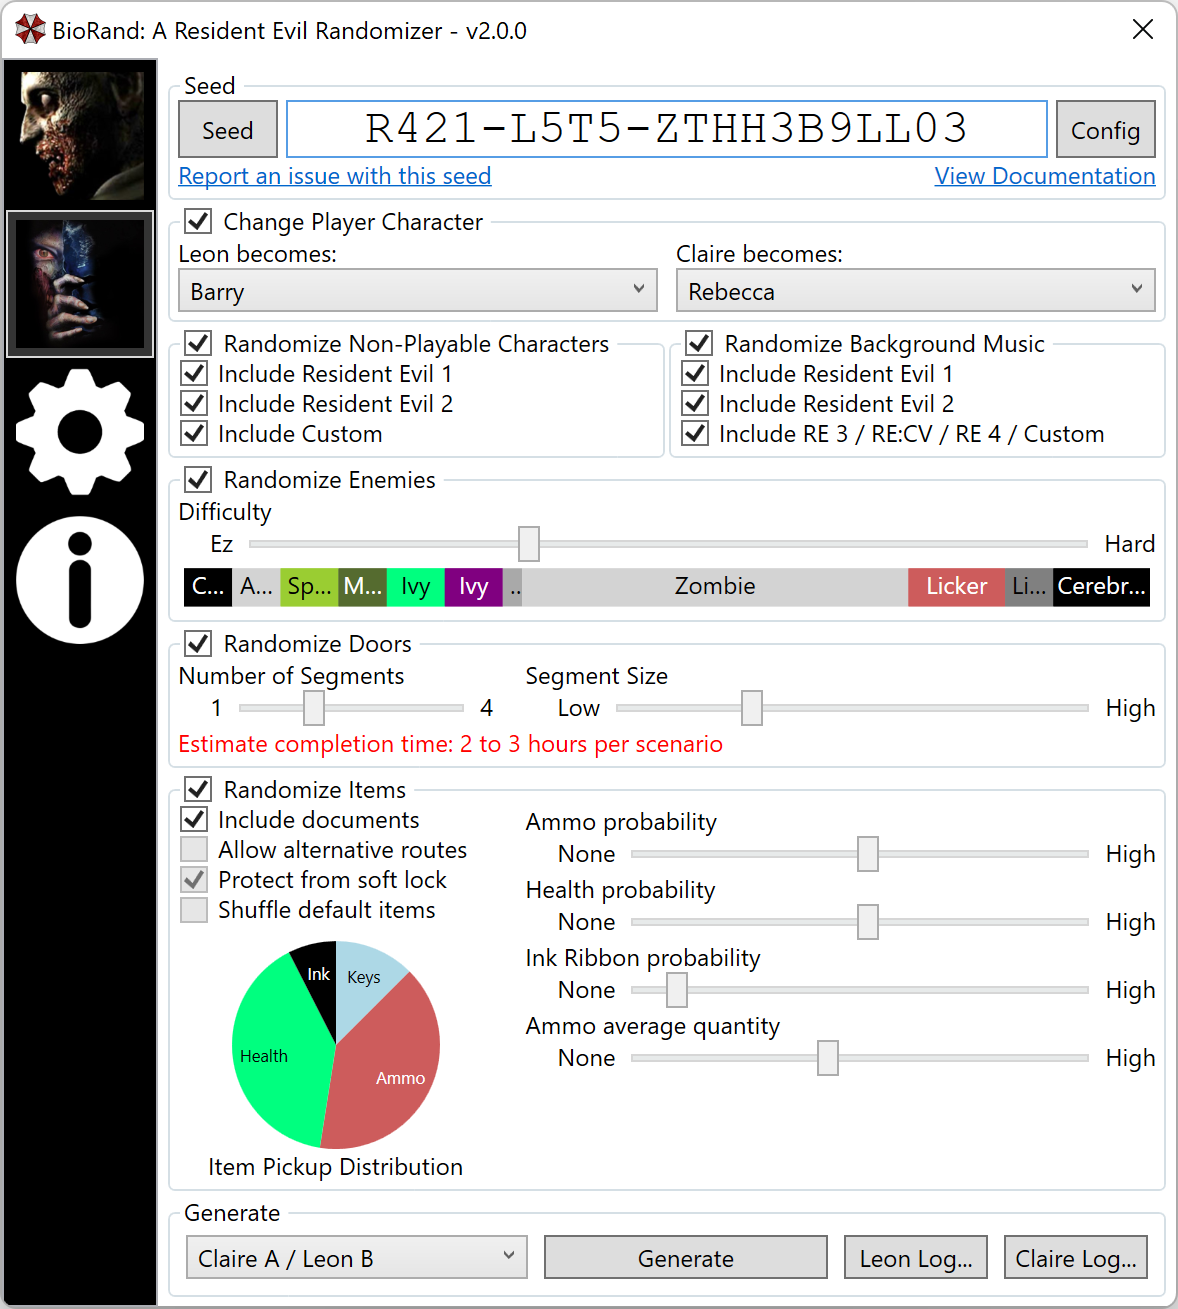 BioRand: A Resident Evil Randomizer - v2.0.0
Seed
Seed R421-L5T5-ZTHH3B9LL03 Config
Report an issue with this seed View Documentation
Change Player Character
Leon becomes: Claire becomes:
Barry Rebecca
Randomize Non-Playable Characters Randomize Background Music
Include Resident Evil 1 Include Resident Evil 1
Include Resident Evil 2 Include Resident Evil 2
Include Custom Include RE 3 / RE:CV / RE 4 / Custom
Randomize Enemies
Difficulty
Ez Hard
C... A... Sp... M... Ivy Ivy .. Zombie Licker Li... Cerebr...
Randomize Doors
Number of Segments Segment Size
1 4 Low High
Estimate completion time: 2 to 3 hours per scenario
Randomize Items
Include documents
Allow alternative routes
Protect from soft lock
Shuffle default items
Ink Keys
Health
Ammo
Item Pickup Distribution
Ammo probability
None High
Health probability
None High
Ink Ribbon probability
None High
Ammo average quantity
None High
Generate
Claire A / Leon B Generate Leon Log... Claire Log...